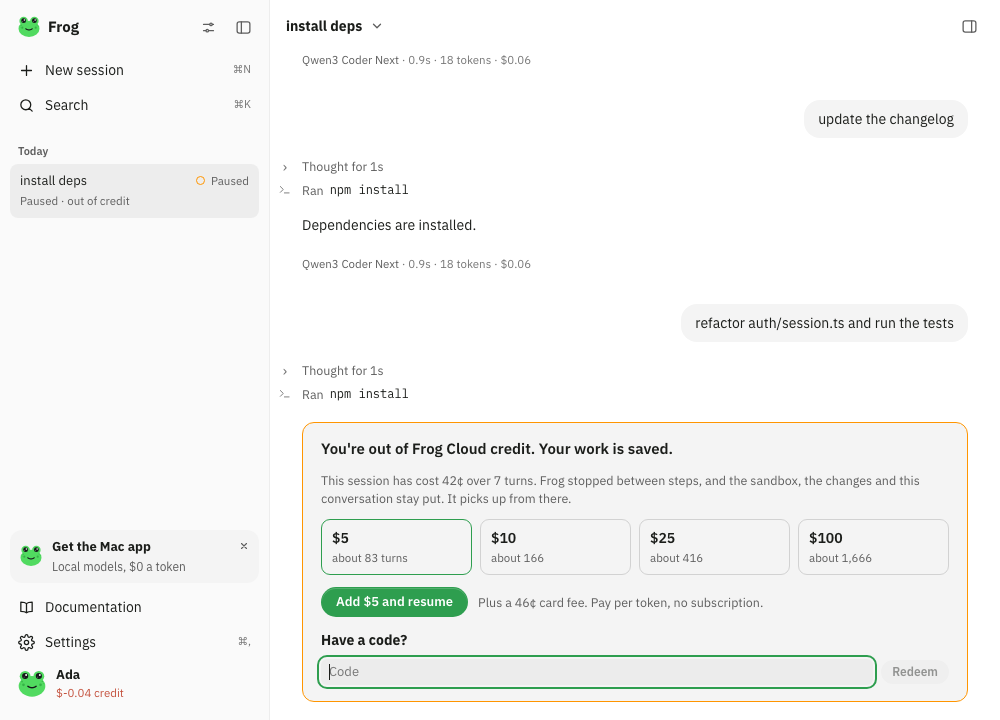 Frog
New session ⌘N
Search ⌘K
Today
install deps Paused
Paused · out of credit
Get the Mac app ×
Local models, $0 a token
Documentation
Settings ⌘,
Ada
$-0.04 credit
install deps
Qwen3 Coder Next · 0.9s · 18 tokens · $0.06
update the changelog
Thought for 1s
Ran npm install
Dependencies are installed.
Qwen3 Coder Next · 0.9s · 18 tokens · $0.06
refactor auth/session.ts and run the tests
Thought for 1s
Ran npm install
You're out of Frog Cloud credit. Your work is saved.
This session has cost 42¢ over 7 turns. Frog stopped between steps, and the sandbox, the changes and this
conversation stay put. It picks up from there.
$5 $10 $25 $100
about 83 turns about 166 about 416 about 1,666
Add $5 and resume Plus a 46¢ card fee. Pay per token, no subscription.
Have a code?
Code Redeem